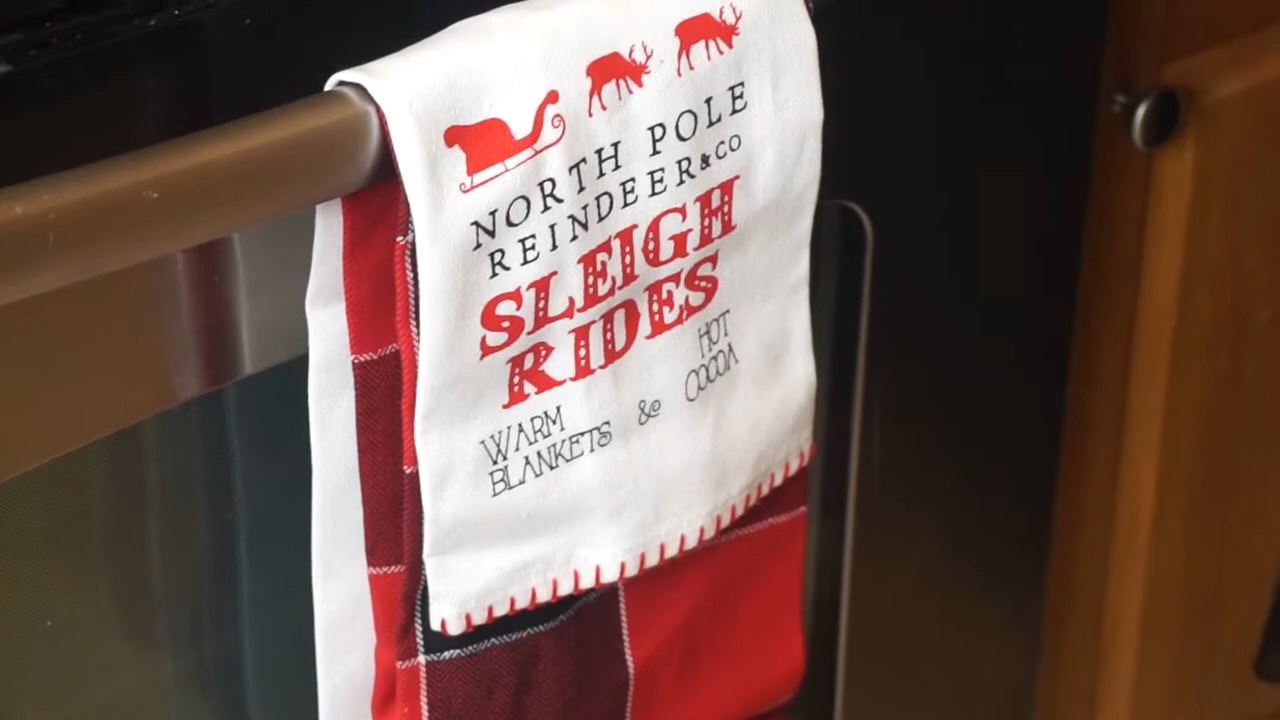 NORTH POLE
REINDEER&CO
SLEIGH
RIDES
WARM
BLANKETS
&
HOT
COCOA